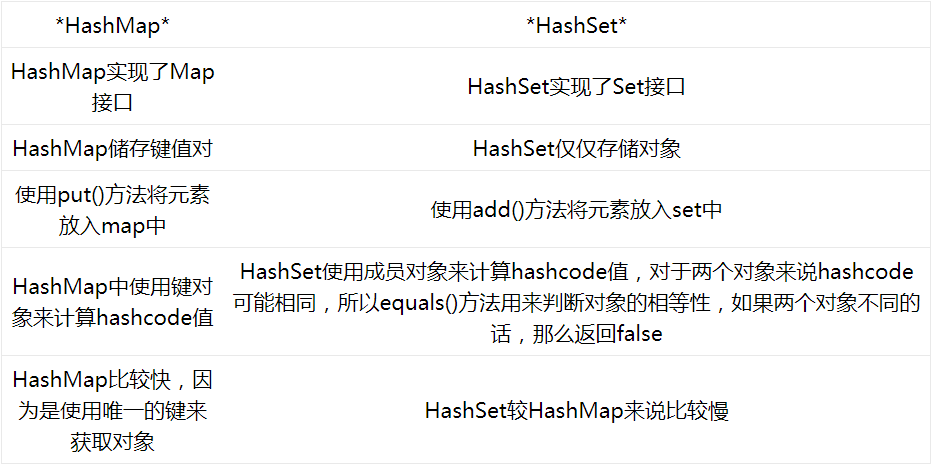 *HashMap*
*HashSet*
HashMap实现了Map
接口
HashSet实现了Set接口
HashMap储存键值对
HashSet仅仅存储对象
使用put()方法将元素
放入map中
使用add()方法将元素放入set中
HashMap中使用键对
象来计算hashcode值
HashSet使用成员对象来计算hashcode值，对于两个对象来说hashcode
可能相同，所以equals()方法用来判断对象的相等性，如果两个对象不同的
话，那么返回false
HashMap比较快，因
为是使用唯一的键来
获取对象
HashSet较HashMap来说比较慢